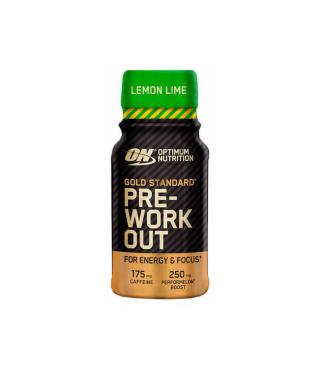 LEMON LIME
ON OPTIMUM
NUTRITION
GOLD STANDARD
PRE-
WORK
OUT
FOR ENERGY & FOCUS*
175mg 250mg
CAFFEINE PERFORMELON®
BOOST